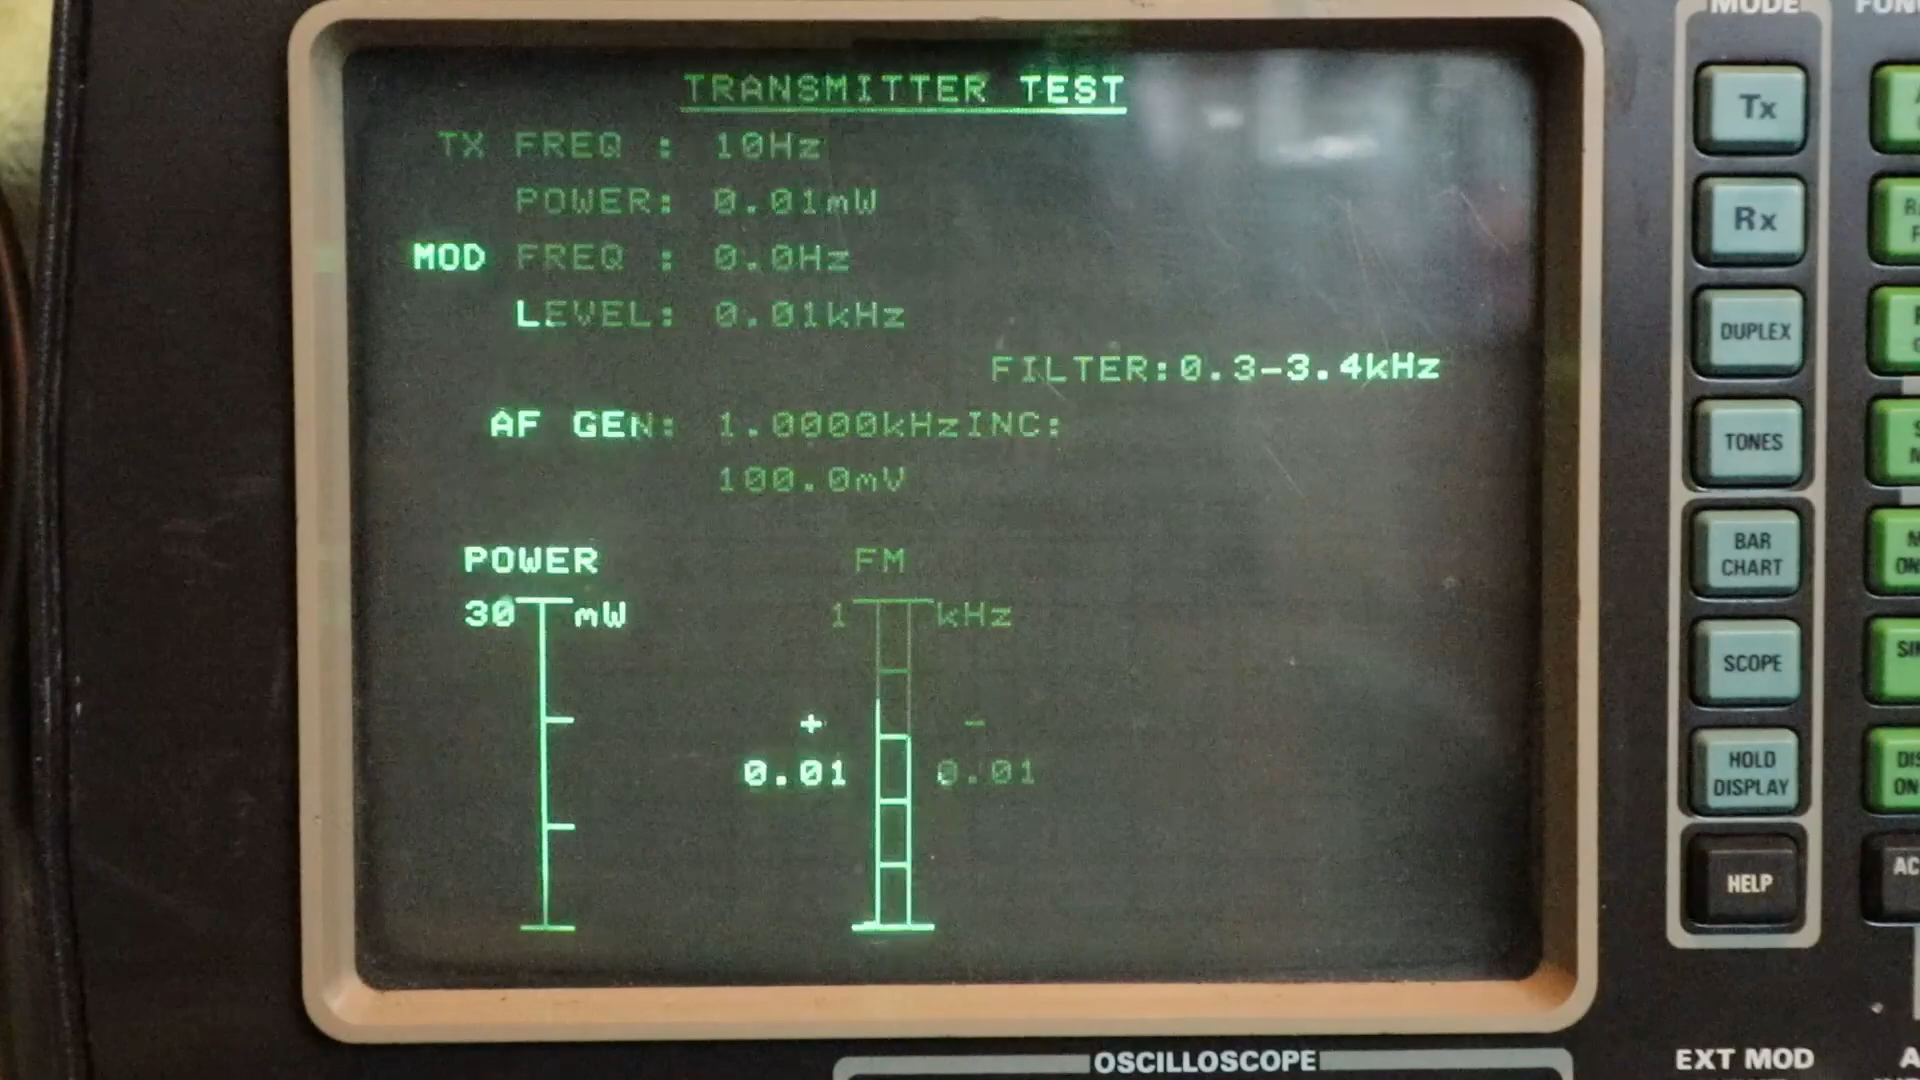 TRANSMITTER TEST
TX FREQ : 10Hz
POWER: 0.01mW
MOD FREQ : 0.0Hz
LEVEL: 0.01kHz
FILTER:0.3-3.4kHz
AF GEN: 1.0000kHzINC:
100.0mV
POWER
30 mW
FM
1 kHz
+ -
0.01 0.01
MODE
Tx
Rx
DUPLEX
TONES
BAR
CHART
SCOPE
HOLD
DISPLAY
HELP
OSCILLOSCOPE
EXT MOD